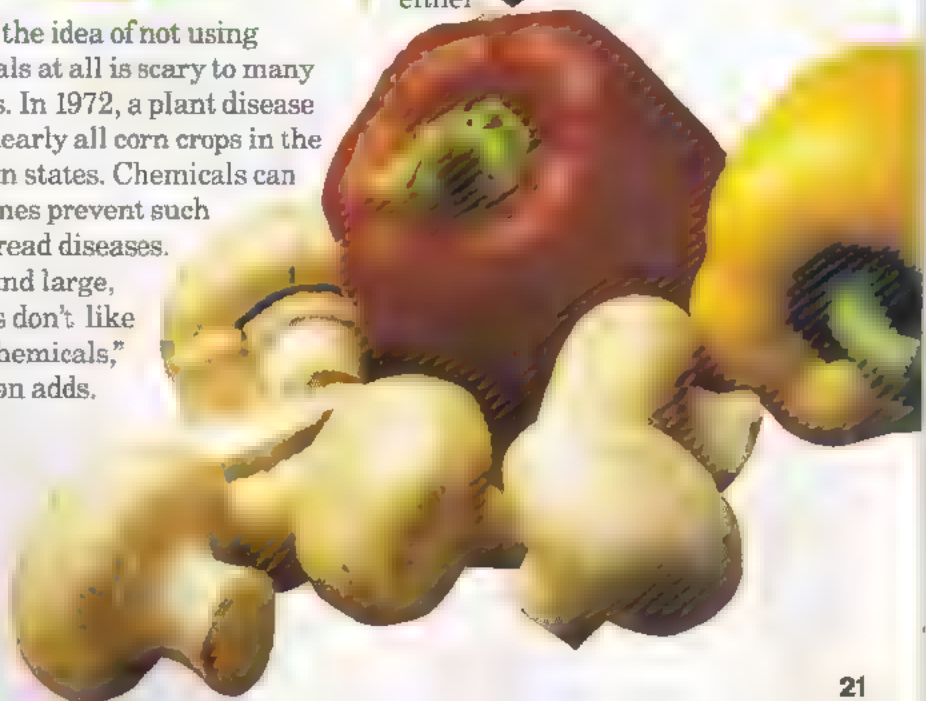 the idea of not using
als at all is scary to many
s. In 1972, a plant disease
early all corn crops in the
n states. Chemicals can
nes prevent such
read diseases.
nd large,
s don't like
hemicals,"
on adds.
either
21